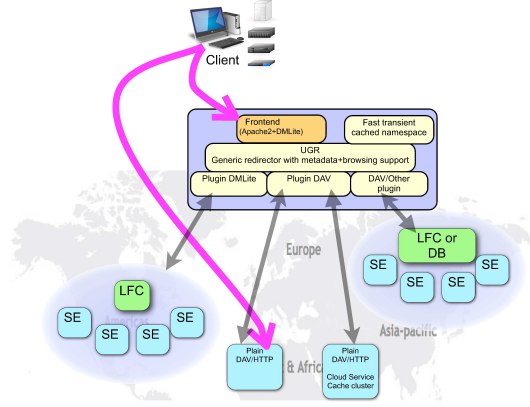 Client
Frontend
(Apache2+DMLite)
Fast transient
cached namespace
UGR
Generic redirector with metadata+browsing support
Plugin DMLite
Plugin DAV
DAV/Other
plugin
Europe
LFC or
DB
SE
SE
SE
SE
LFC
SE
SE
SE
SE
Americas
Asia-pacific
Plain
DAV/HTTP
& Africa
Plain
DAV/HTTP
Cloud Service
Cache cluster